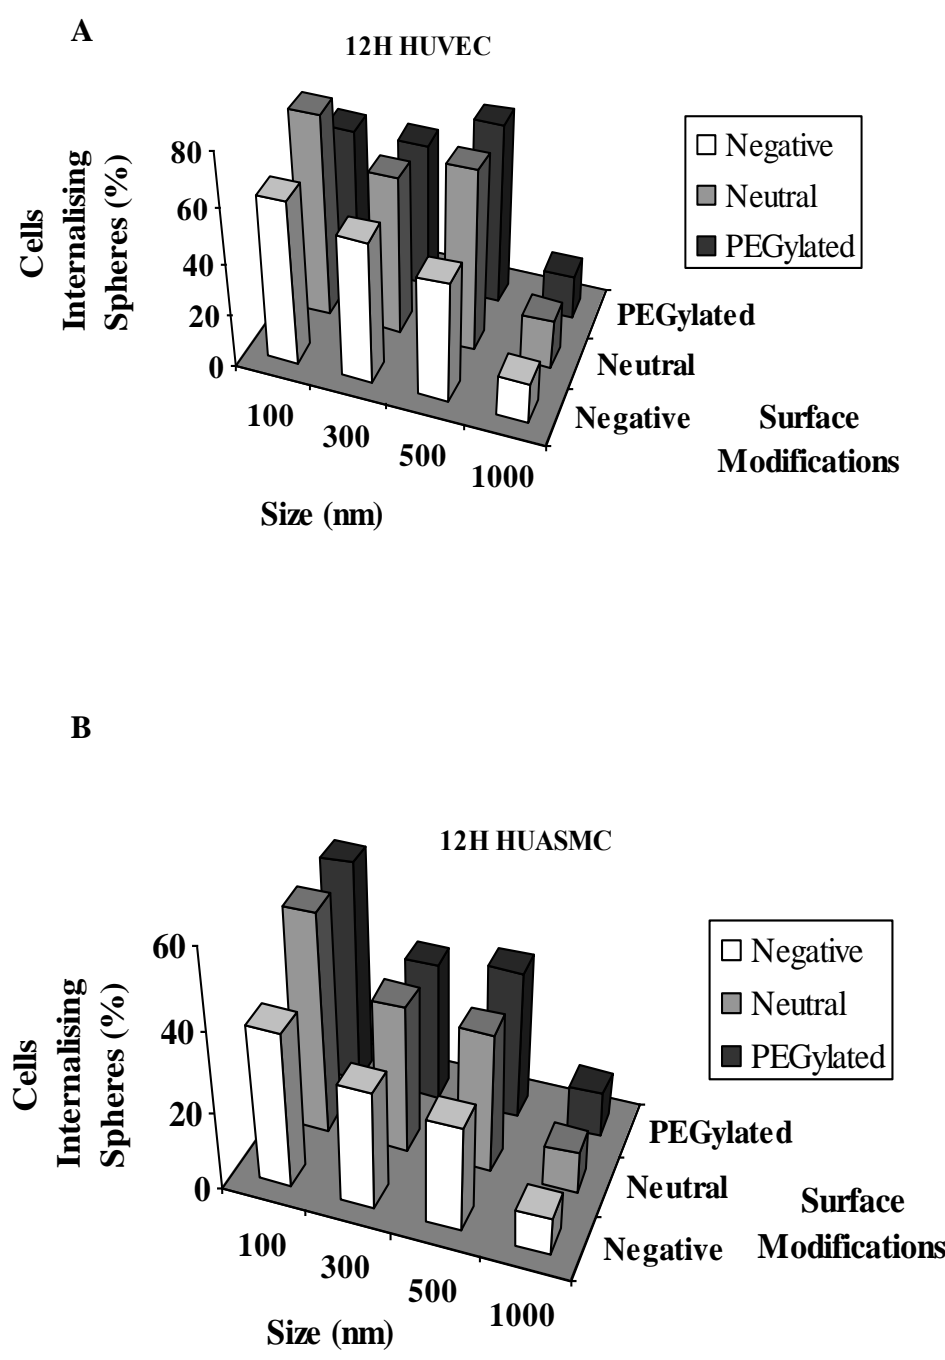 A
12H HUVEC
Cells
Internalising
Spheres (%)
80
60
40
20
0
100
300
500
1000
Size (nm)
Negative
Neutral
PEGylated
PEGylated
Neutral
Negative
Surface
Modifications
B
12H HUASMC
Cells
Internalising
Spheres (%)
60
40
20
0
100
300
500
1000
Size (nm)
Negative
Neutral
PEGylated
PEGylated
Neutral
Negative
Surface
Modifications